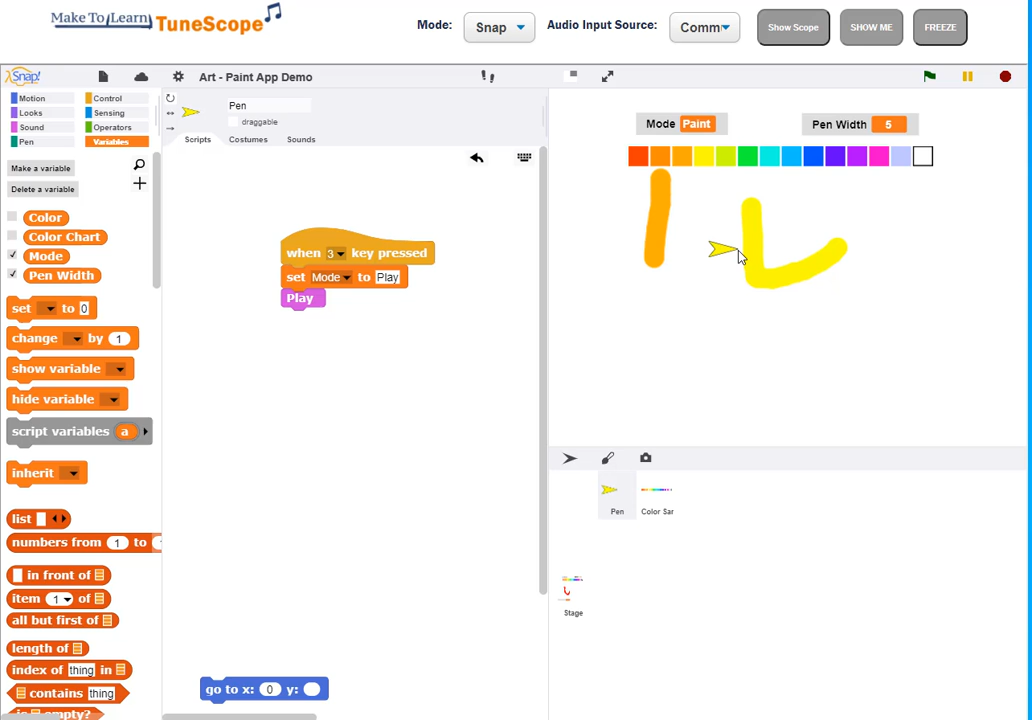 Make To Learn TuneScope
Mode: Snap Audio Input Source: Comm Show Scope SHOW ME FREEZE
Snap! Art - Paint App Demo
Motion Control
Looks Sensing
Sound Operators
Pen Variables
Make a variable
Delete a variable
Color
Color Chart
Mode
Pen Width
set to 0
change by 1
show variable
hide variable
script variables a
inherit
list
numbers from 1 to
in front of
item 1 of
all but first of
length of
index of thing in
contains thing
is empty?
Pen
draggable
Scripts Costumes Sounds
when 3 key pressed
set Mode to Play
Play
go to x: 0 y:
Mode Paint Pen Width 5
Pen Color Sar
Stage